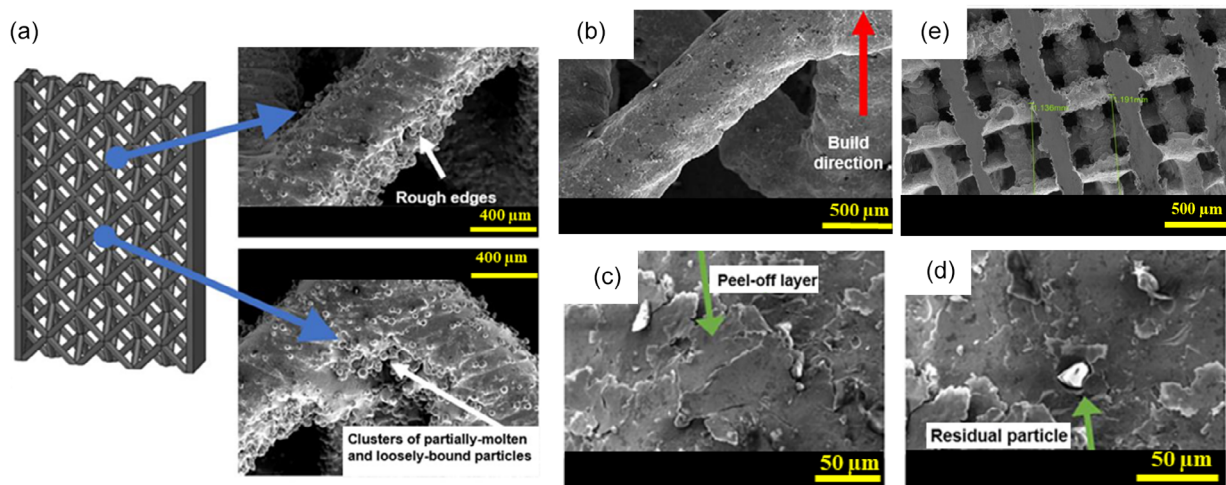 (a)
Rough edges
400 µm
400 µm
Clusters of partially-molten
and loosely-bound particles
(b)
Build
direction
500 µm
(e)
1.136mm
1.191mm
500 µm
(c)
Peel-off layer
50 µm
(d)
Residual particle
50 µm